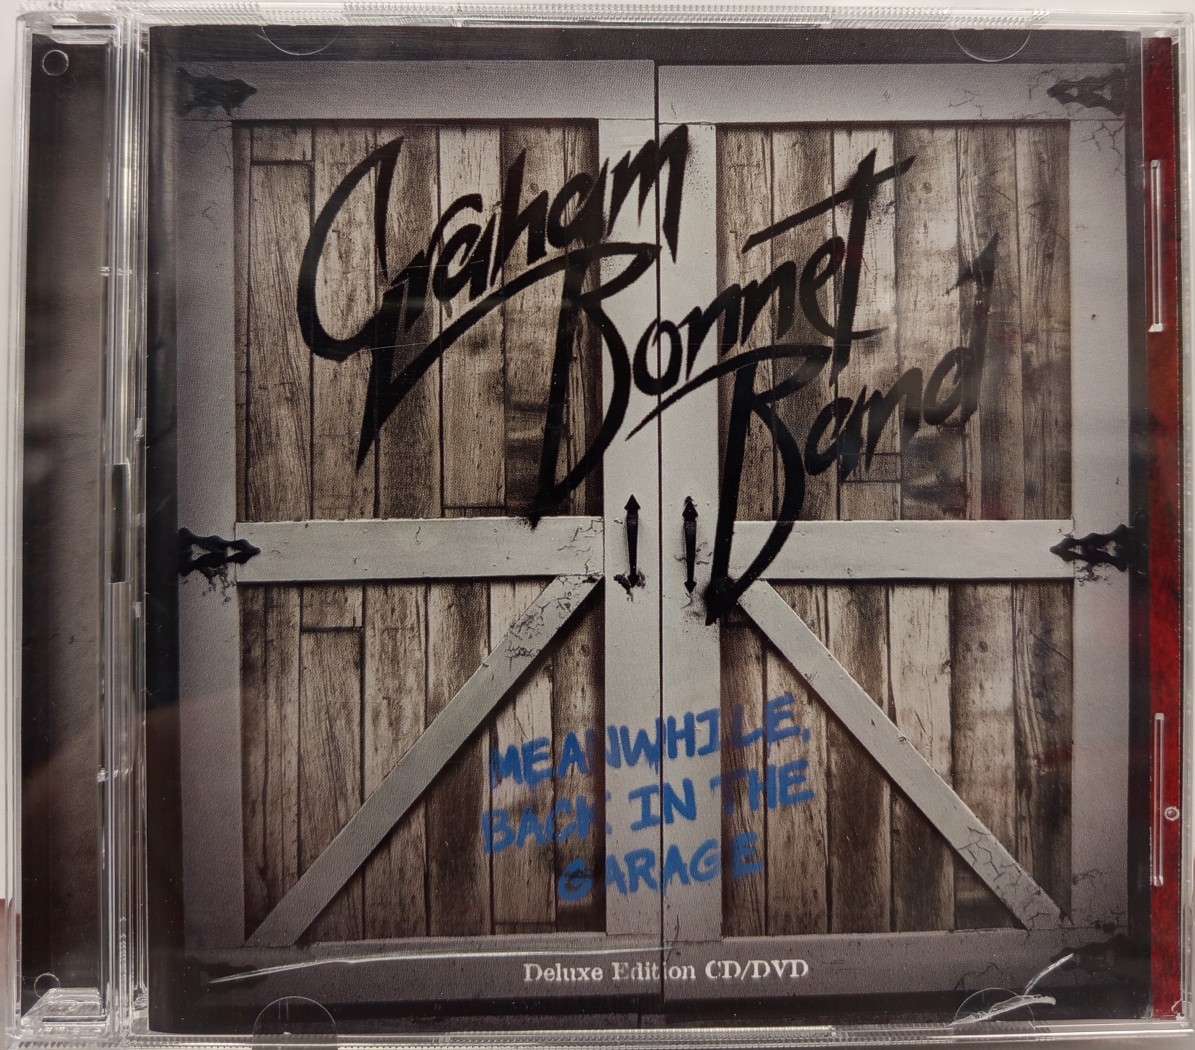 Graham
Bonnet
Band
MEANWHILE,
BACK IN THE
GARAGE
Deluxe Edition CD/DVD